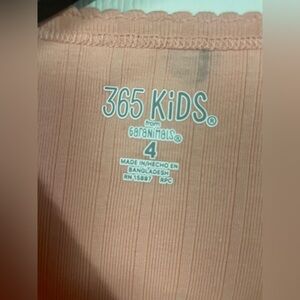 365 KiDS®
from
GaRaNiMaLS®
4
MADE IN/HECHO EN
BANGLADESH
RN 15897 RPC